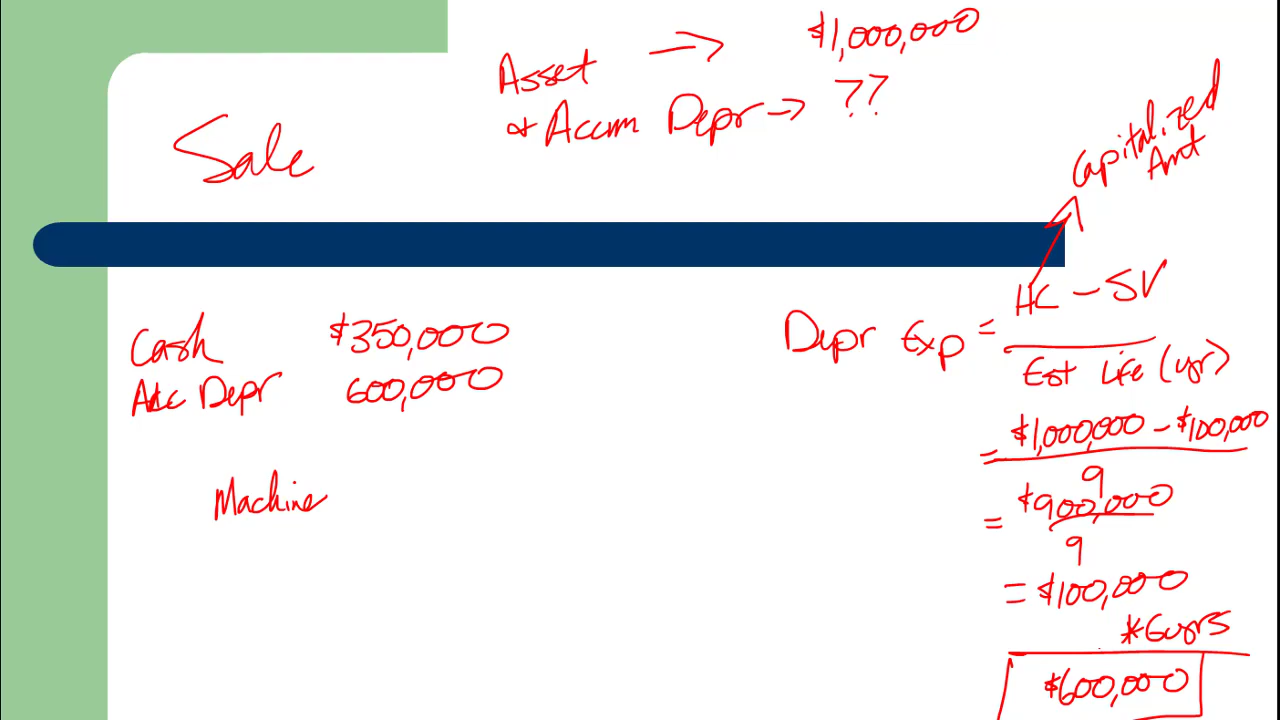 Asset → $1,000,000
& Accum Depr → ??
Sale
Capitalized
Amt
Cash $350,000
Acc Depr 600,000
Machine
Depr Exp = HC - SV
Est Life (yr)
= $1,000,000 - $100,000
9
= $900,000
9
= $100,000
*6yrs
$600,000